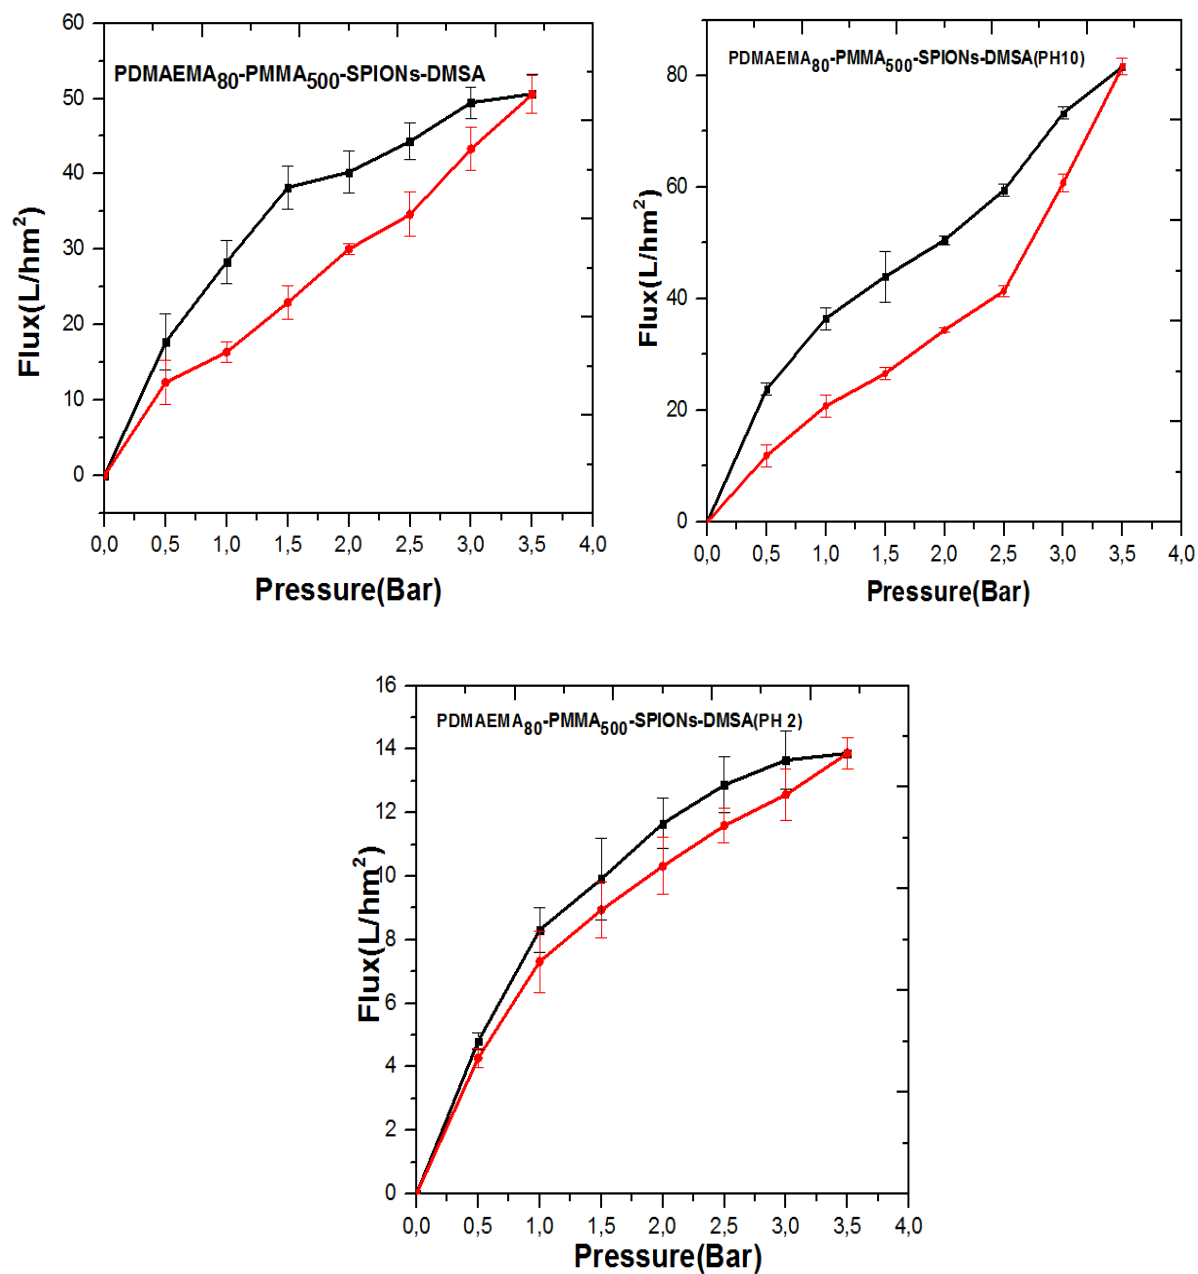 PDMAEMA80-PMMA500-SPIONs-DMSA
Flux(L/hm2)
60
50
40
30
20
10
0
0,0 0,5 1,0 1,5 2,0 2,5 3,0 3,5 4,0
Pressure(Bar)
PDMAEMA80-PMMA500-SPIONs-DMSA(PH10)
Flux(L/hm2)
80
60
40
20
0
0,0 0,5 1,0 1,5 2,0 2,5 3,0 3,5 4,0
Pressure(Bar)
PDMAEMA80-PMMA500-SPIONs-DMSA(PH 2)
Flux(L/hm2)
16
14
12
10
8
6
4
2
0
0,0 0,5 1,0 1,5 2,0 2,5 3,0 3,5 4,0
Pressure(Bar)